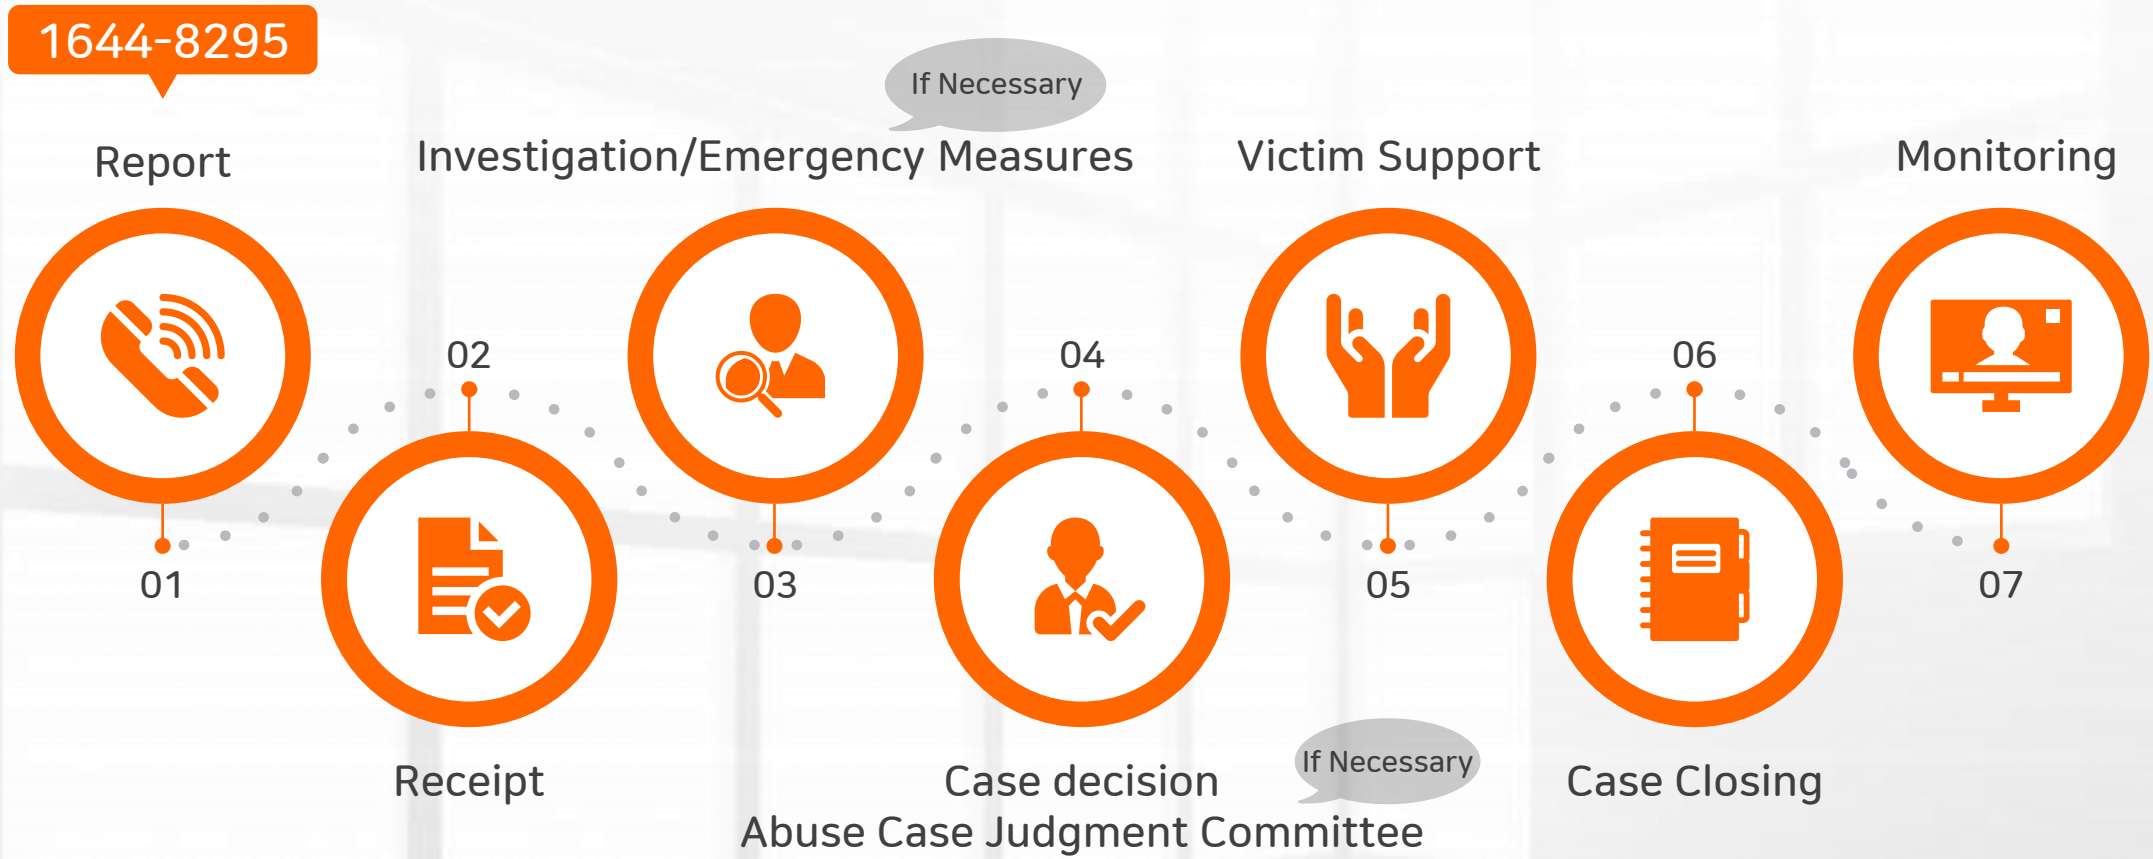 1644-8295
Report
01
02
Receipt
If Necessary
Investigation/Emergency Measures
03
04
Case decision
If Necessary
Abuse Case Judgment Committee
Victim Support
05
06
Case Closing
Monitoring
07